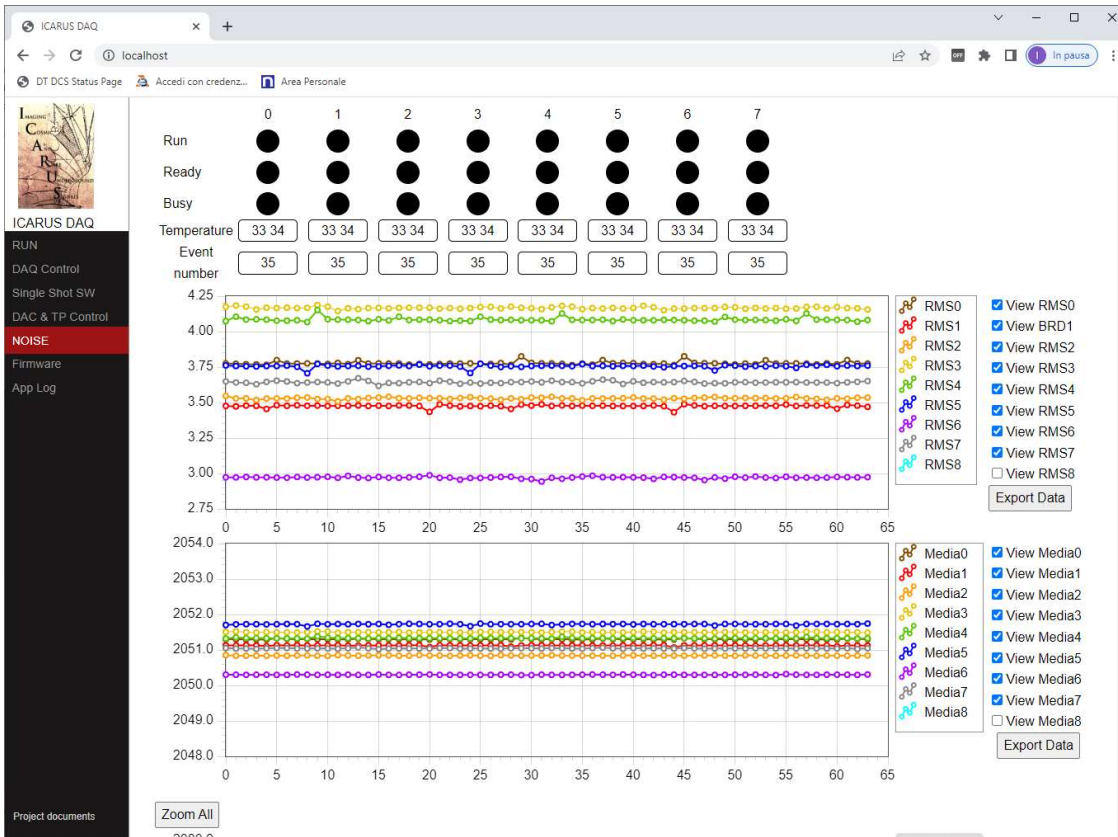 ICARUS DAQ
localhost
OFF
I
In pausa
DT DCS Status Page
Accedi con credenz...
Area Personale
IMAGING
COSMIC
AND
RARE
UNDERGROUND
SIGNALS
ICARUS DAQ
RUN
DAQ Control
Single Shot SW
DAC & TP Control
NOISE
Firmware
App Log
Project documents
0 1 2 3 4 5 6 7
Run
Ready
Busy
Temperature 33 34 33 34 33 34 33 34 33 34 33 34 33 34 33 34
Event
number 35 35 35 35 35 35 35 35
4.25
4.00
3.75
3.50
3.25
3.00
2.75
0 5 10 15 20 25 30 35 40 45 50 55 60 65
RMS0
RMS1
RMS2
RMS3
RMS4
RMS5
RMS6
RMS7
RMS8
View RMS0
View BRD1
View RMS2
View RMS3
View RMS4
View RMS5
View RMS6
View RMS7
View RMS8
Export Data
2054.0
2053.0
2052.0
2051.0
2050.0
2049.0
2048.0
0 5 10 15 20 25 30 35 40 45 50 55 60 65
Media0
Media1
Media2
Media3
Media4
Media5
Media6
Media7
Media8
View Media0
View Media1
View Media2
View Media3
View Media4
View Media5
View Media6
View Media7
View Media8
Export Data
Zoom All